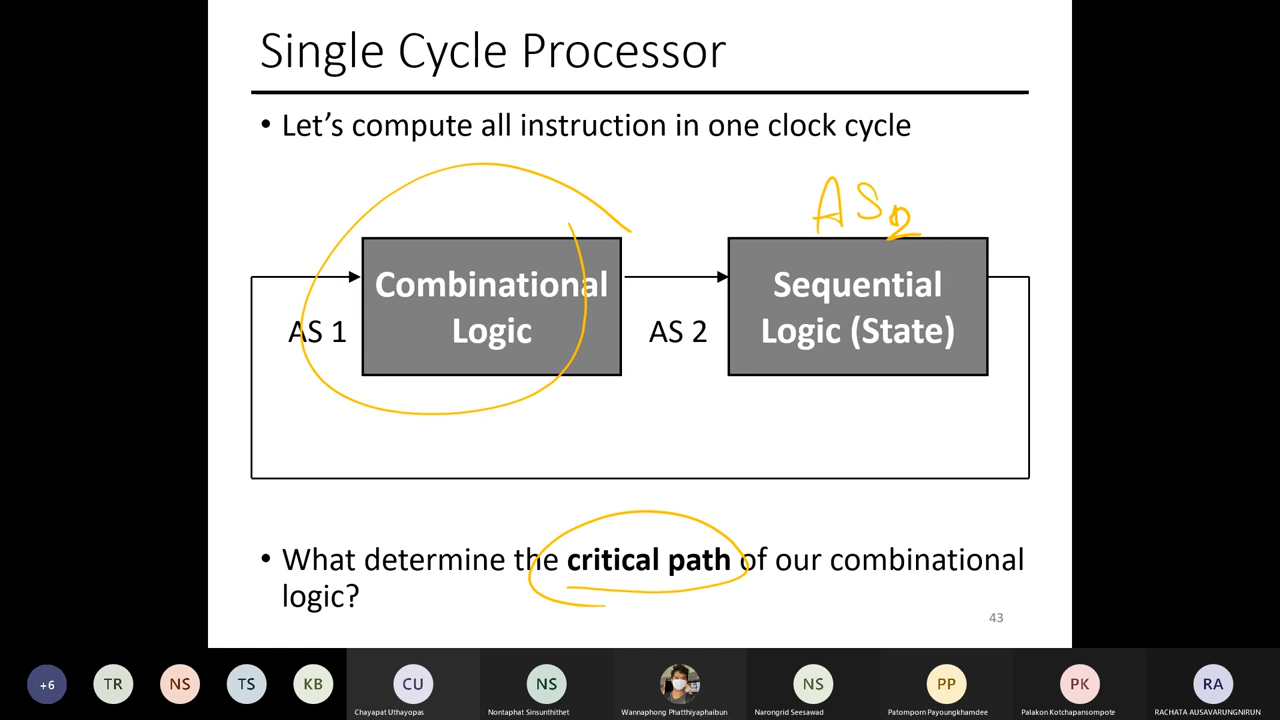 Single Cycle Processor
• Let's compute all instruction in one clock cycle
AS2
Combinational
Logic
Sequential
Logic (State)
AS 1
AS 2
• What determine the critical path of our combinational
logic?
43
+6
TR
NS
TS
KB
CU
NS
NS
PP
PK
RA
Chayapat Uthayopas
Nontaphat Sinsunthithet
Wannaphong Phatthiyaphaibun
Narongrid Seesawad
Patomporn Payoungkhamdee
Palakon Kotchapansompote
RACHATA AUSAVARUNGNIRUN